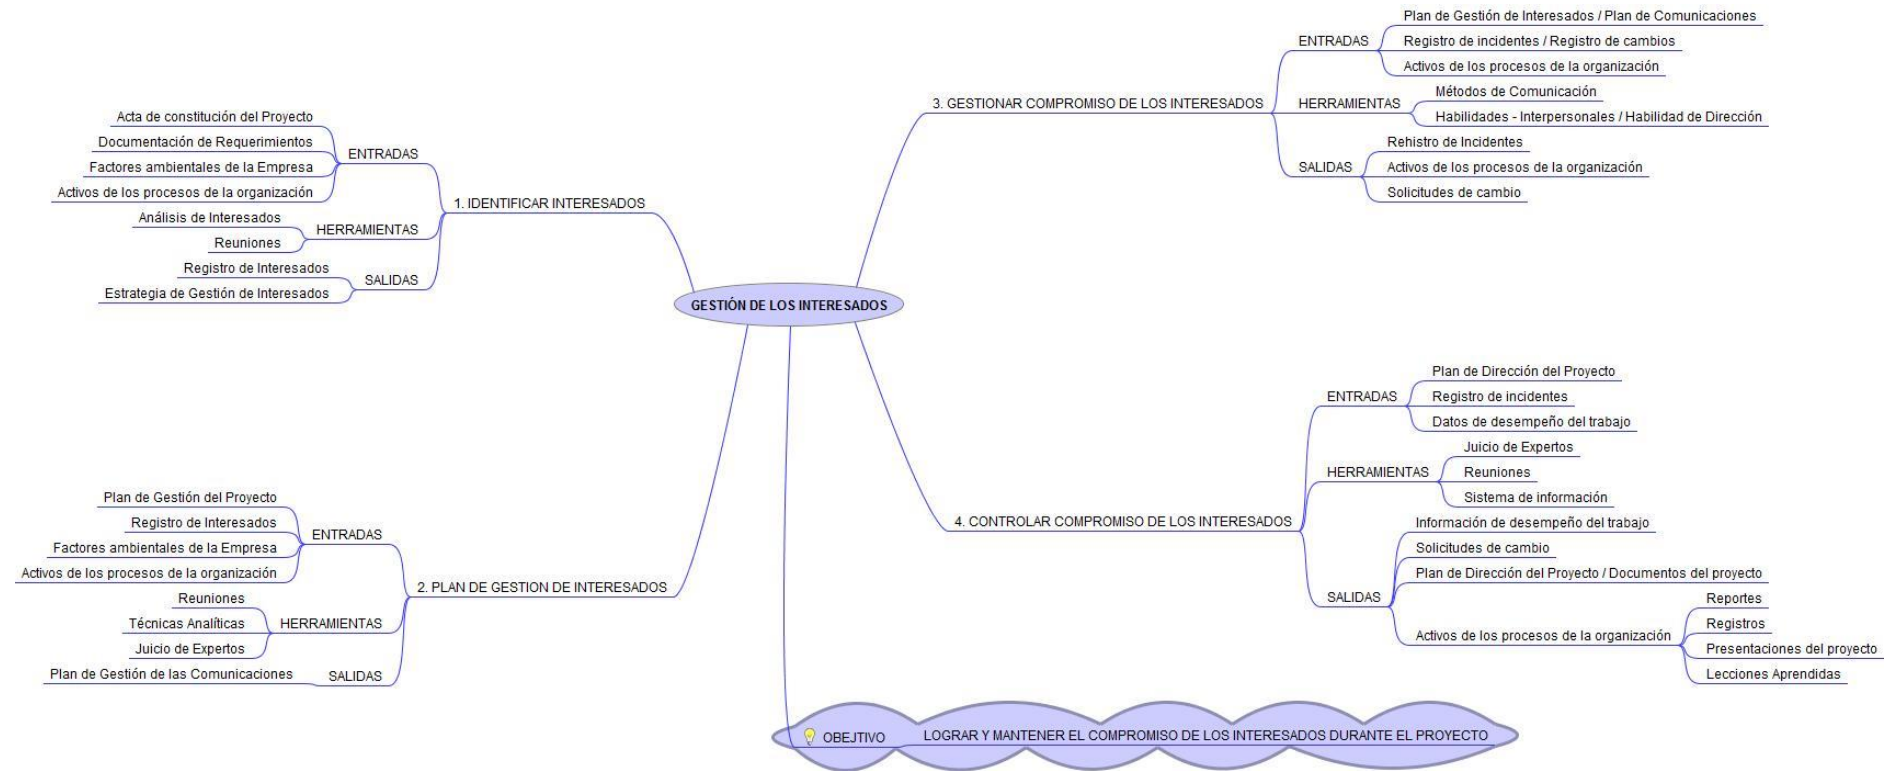 GESTIÓN DE LOS INTERESADOS
1. IDENTIFICAR INTERESADOS
ENTRADAS
Acta de constitución del Proyecto
Documentación de Requerimientos
Factores ambientales de la Empresa
Activos de los procesos de la organización
HERRAMIENTAS
Análisis de Interesados
Reuniones
SALIDAS
Registro de Interesados
Estrategia de Gestión de Interesados
2. PLAN DE GESTION DE INTERESADOS
ENTRADAS
Plan de Gestión del Proyecto
Registro de Interesados
Factores ambientales de la Empresa
Activos de los procesos de la organización
HERRAMIENTAS
Reuniones
Técnicas Analíticas
Juicio de Expertos
SALIDAS
Plan de Gestión de las Comunicaciones
3. GESTIONAR COMPROMISO DE LOS INTERESADOS
ENTRADAS
Plan de Gestión de Interesados / Plan de Comunicaciones
Registro de incidentes / Registro de cambios
Activos de los procesos de la organización
HERRAMIENTAS
Métodos de Comunicación
Habilidades - Interpersonales / Habilidad de Dirección
SALIDAS
Rehistro de Incidentes
Activos de los procesos de la organización
Solicitudes de cambio
4. CONTROLAR COMPROMISO DE LOS INTERESADOS
ENTRADAS
Plan de Dirección del Proyecto
Registro de incidentes
Datos de desempeño del trabajo
HERRAMIENTAS
Juicio de Expertos
Reuniones
Sistema de información
SALIDAS
Información de desempeño del trabajo
Solicitudes de cambio
Plan de Dirección del Proyecto / Documentos del proyecto
Activos de los procesos de la organización
Reportes
Registros
Presentaciones del proyecto
Lecciones Aprendidas
OBEJTIVO
LOGRAR Y MANTENER EL COMPROMISO DE LOS INTERESADOS DURANTE EL PROYECTO